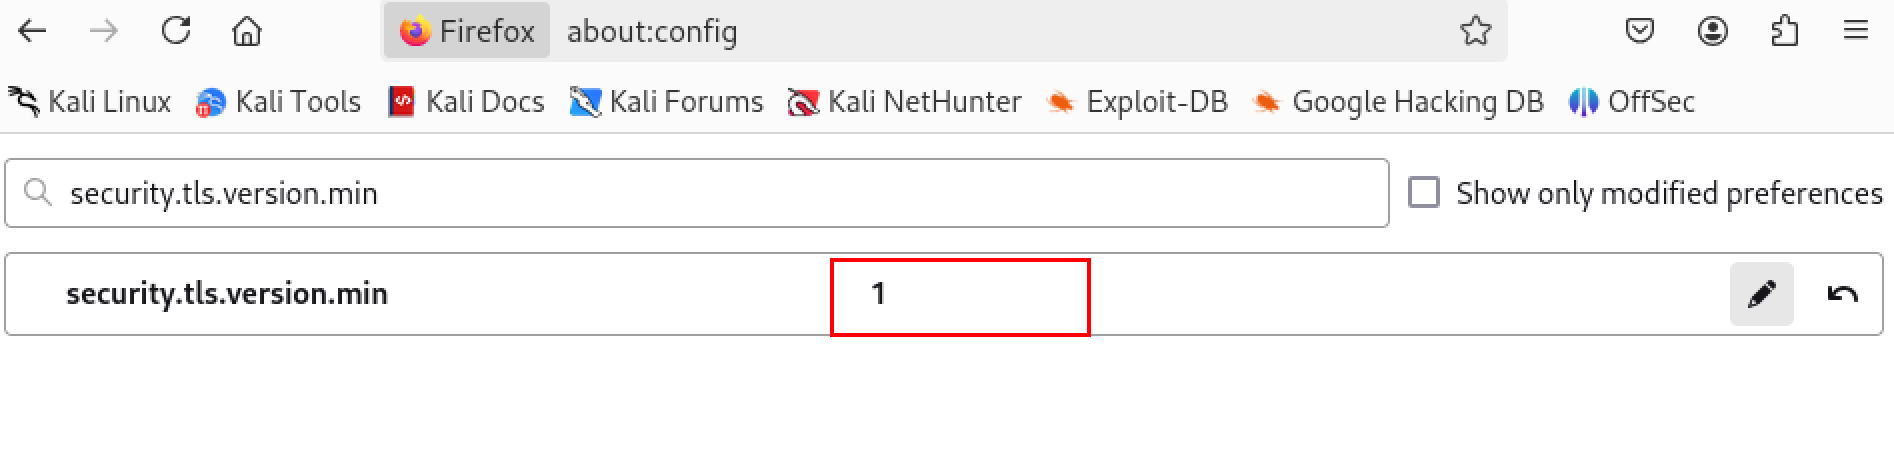 Firefox about:config
Kali Linux Kali Tools Kali Docs Kali Forums Kali NetHunter Exploit-DB Google Hacking DB OffSec
security.tls.version.min Show only modified preferences
security.tls.version.min 1